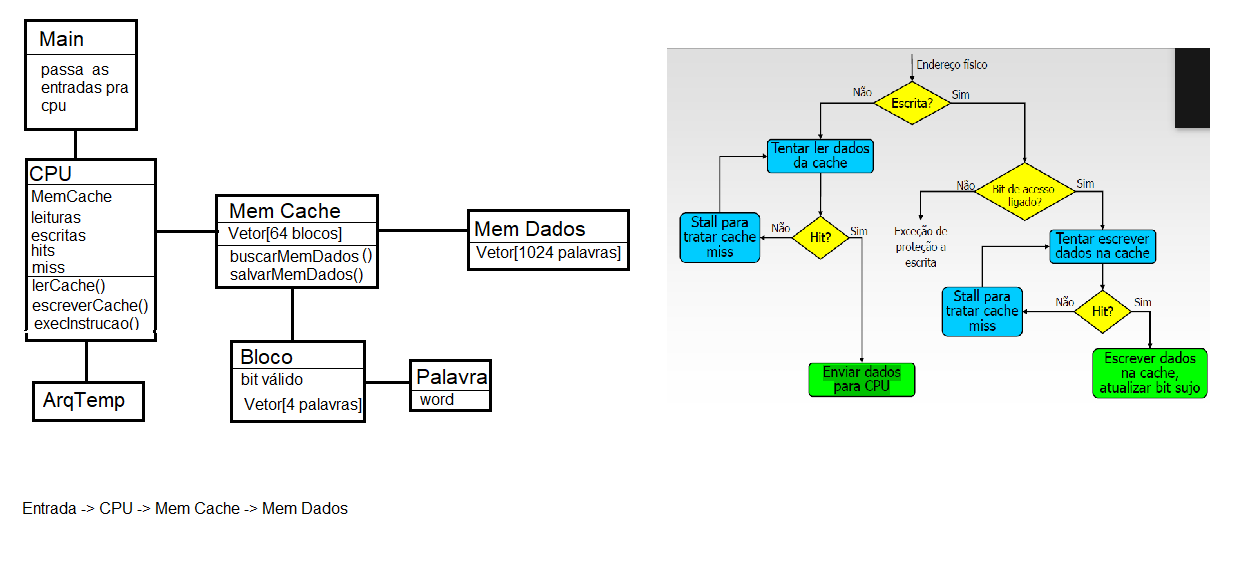 Main
passa as
entradas pra
cpu
CPU
MemCache
leituras
escritas
hits
miss
lerCache()
escreverCache()
execInstrucao()
ArqTemp
Mem Cache
Vetor[64 blocos]
buscarMemDados ()
salvarMemDados()
Bloco
bit válido
Vetor[4 palavras]
Palavra
word
Mem Dados
Vetor[1024 palavras]
Entrada -> CPU -> Mem Cache -> Mem Dados
Endereço físico
Não
Escrita?
Sim
Tentar ler dados
da cache
Stall para
tratar cache
miss
Não
Hit?
Sim
Enviar dados
para CPU
Não
Bit de acesso
ligado?
Sim
Exceção de
proteção a
escrita
Tentar escrever
dados na cache
Stall para
tratar cache
miss
Não
Hit?
Sim
Escrever dados
na cache,
atualizar bit sujo